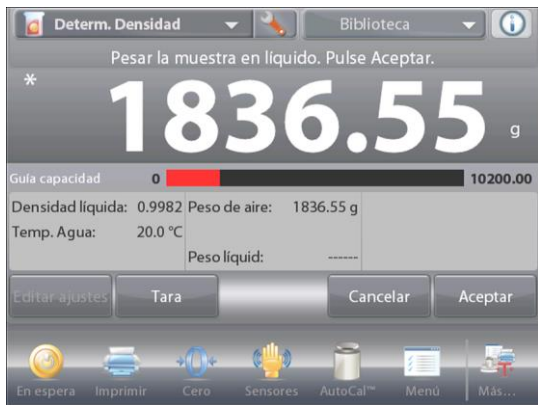 Determ. Densidad Biblioteca
Pesar la muestra en líquido. Pulse Aceptar.
* 1836.55 g
Guía capacidad 0 10200.00
Densidad líquida: 0.9982 Peso de aire: 1836.55 g
Temp. Agua: 20.0 °C
Peso líquid: ------
Editar ajustes Tara Cancelar Aceptar
En espera Imprimir Cero Sensores AutoCal™ Menú Más...